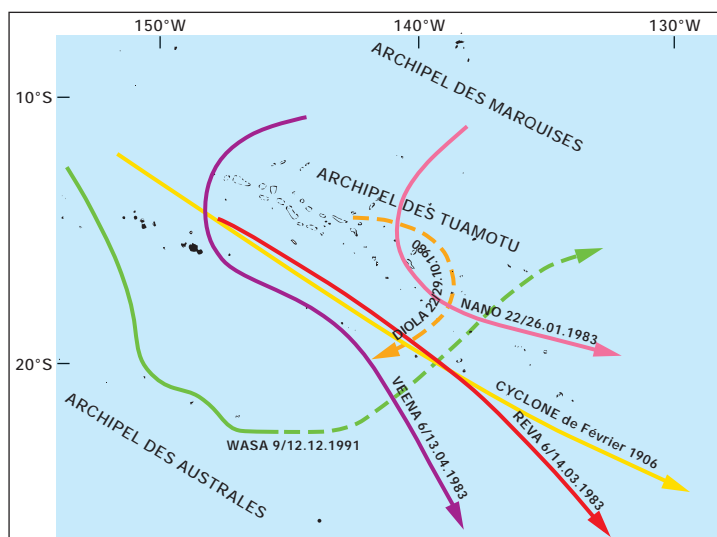 150°W
140°W
130°W
10°S
20°S
ARCHIPEL DES MARQUISES
ARCHIPEL DES TUAMOTU
DIOLA 22/29.10.1980
NANO 22/26.01.1983
CYCLONE de Février 1906
REVA 6/14.03.1983
VEENA 6/13.04.1983
WASA 9/12.12.1991
ARCHIPEL DES AUSTRALES